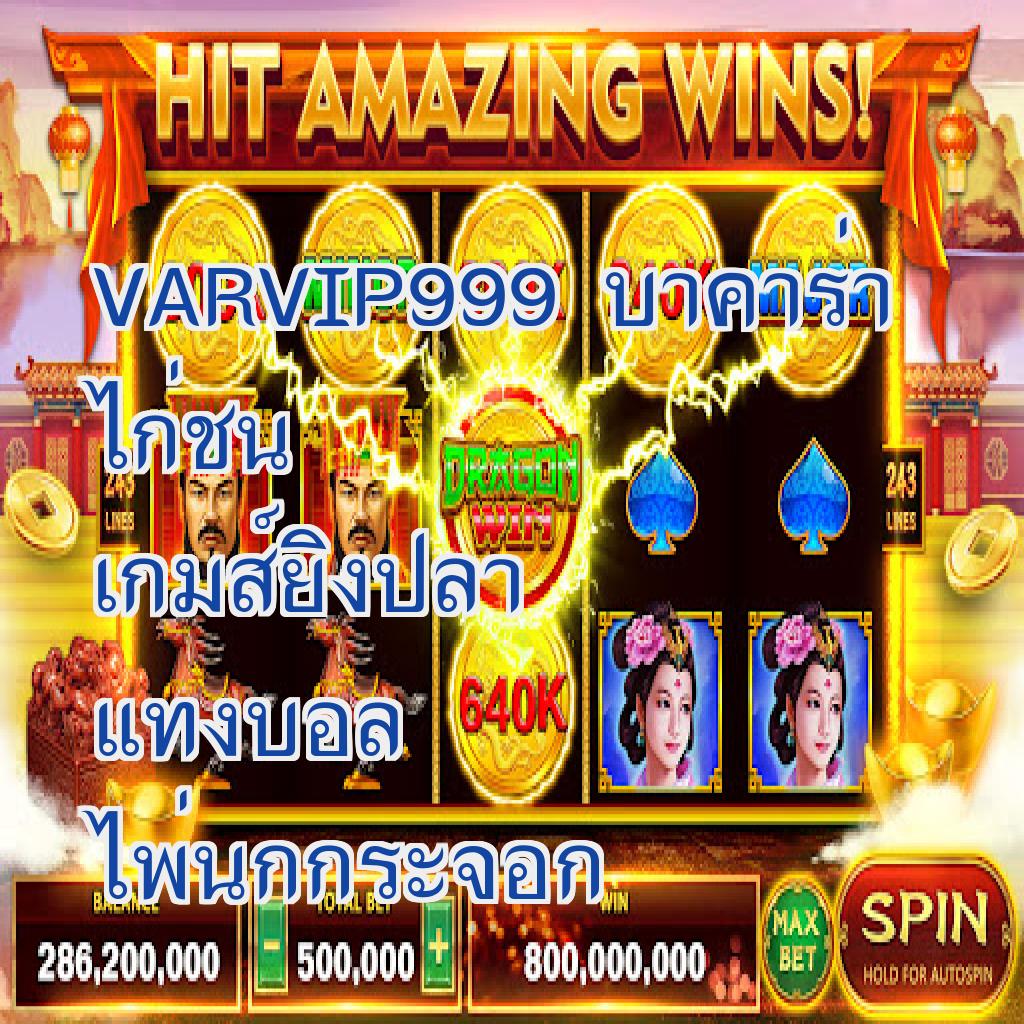 HIT AMAZING WINS!
VARVIP999 บาคาร่า
ไก่ชน
243 243
LINES LINES
DRAGON
WIN
เกมส์ยิงปลา
640K
แทงบอล
ไพ่นกกระจอก
BALANCE TOTAL BET WIN
286,200,000 - 500,000 + 800,000,000
MAX
BET
SPIN
HOLD FOR AUTOSPIN